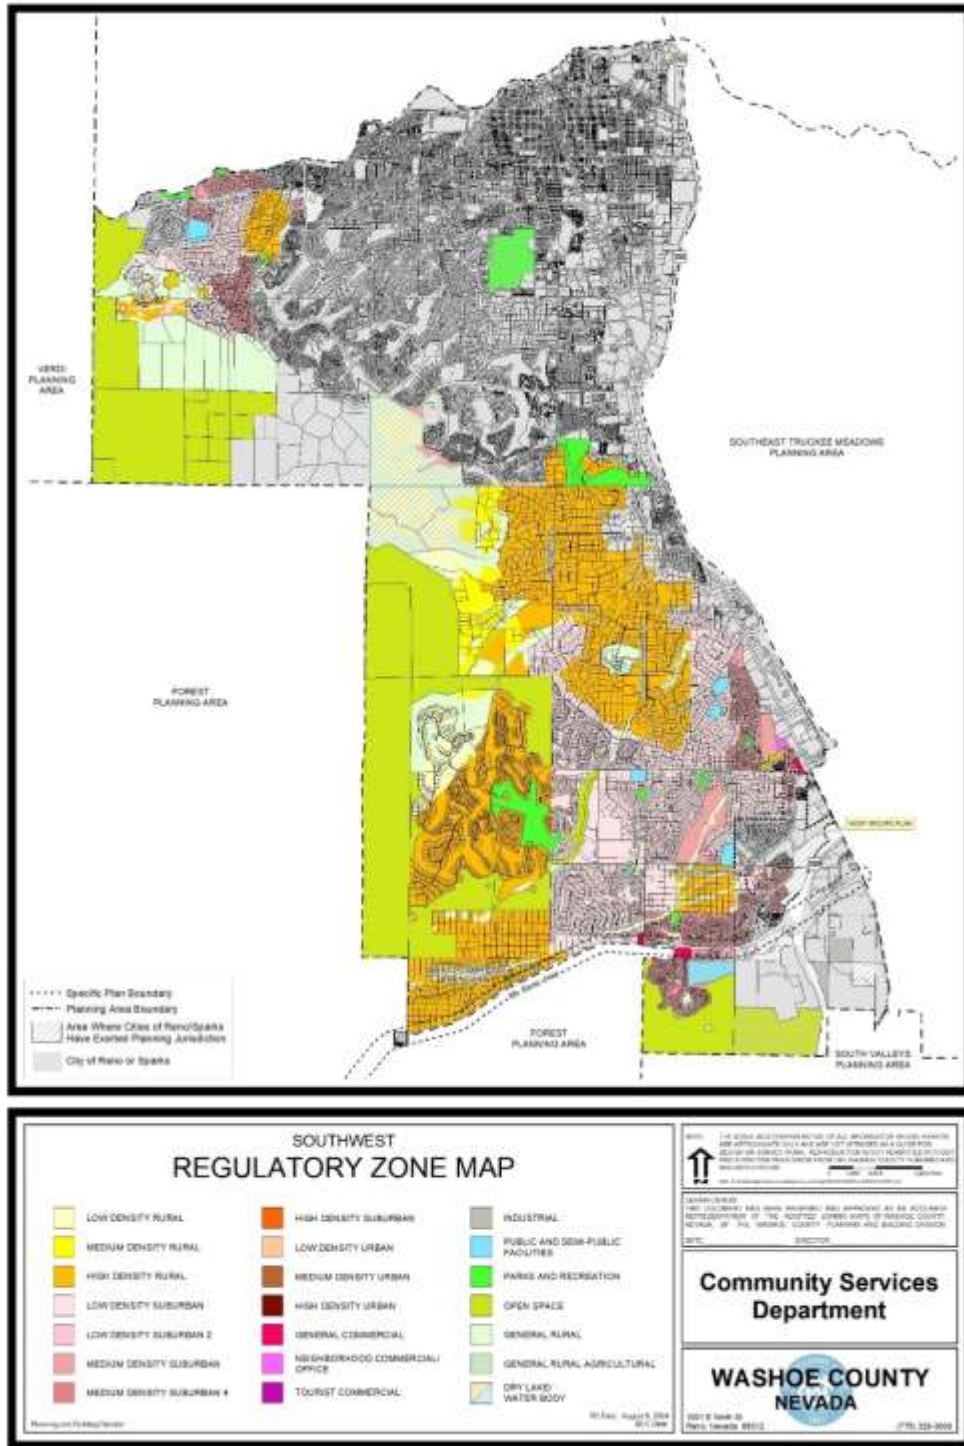 VERDI
PLANNING
AREA
SOUTHEAST TRUCKEE MEADOWS
PLANNING AREA
FOREST
PLANNING AREA
FOREST
PLANNING AREA
SOUTH VALLEYS
PLANNING AREA
Specific Plan Boundary
Planning Area Boundary
Area Where Cities of Reno/Sparks
Have Exerted Planning Jurisdiction
City of Reno or Sparks
SOUTHWEST
REGULATORY ZONE MAP
LOW DENSITY RURAL
MEDIUM DENSITY RURAL
HIGH DENSITY RURAL
LOW DENSITY SUBURBAN
LOW DENSITY SUBURBAN 2
MEDIUM DENSITY SUBURBAN
MEDIUM DENSITY SUBURBAN 4
HIGH DENSITY SUBURBAN
LOW DENSITY URBAN
MEDIUM DENSITY URBAN
HIGH DENSITY URBAN
GENERAL COMMERCIAL
NEIGHBORHOOD COMMERCIAL/
OFFICE
TOURIST COMMERCIAL
INDUSTRIAL
PUBLIC AND SEMI-PUBLIC
FACILITIES
PARKS AND RECREATION
OPEN SPACE
GENERAL RURAL
GENERAL RURAL AGRICULTURAL
DRY LAKE/
WATER BODY
Community Services
Department
WASHOE COUNTY
NEVADA